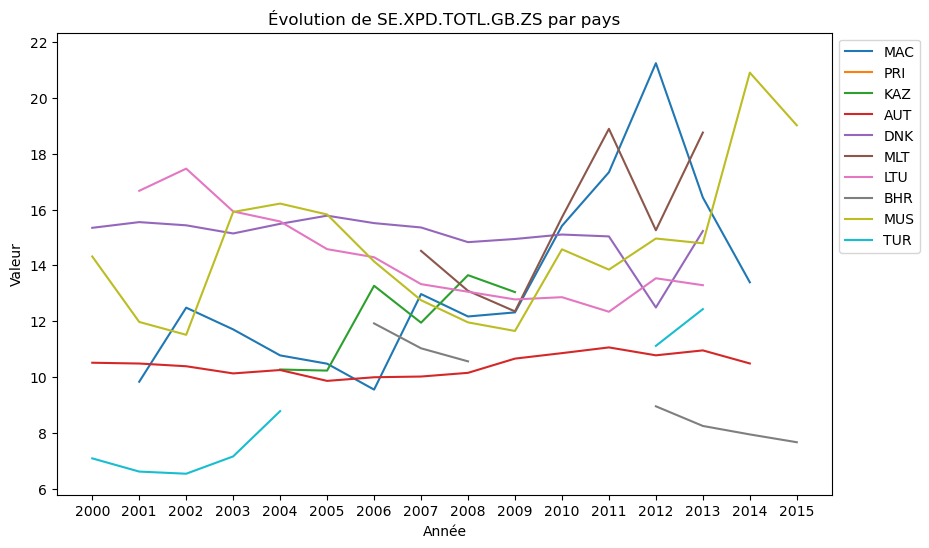 Évolution de SE.XPD.TOTL.GB.ZS par pays
22
20
18
16
14
12
10
8
6
Valeur
2000 2001 2002 2003 2004 2005 2006 2007 2008 2009 2010 2011 2012 2013 2014 2015
Année
MAC
PRI
KAZ
AUT
DNK
MLT
LTU
BHR
MUS
TUR